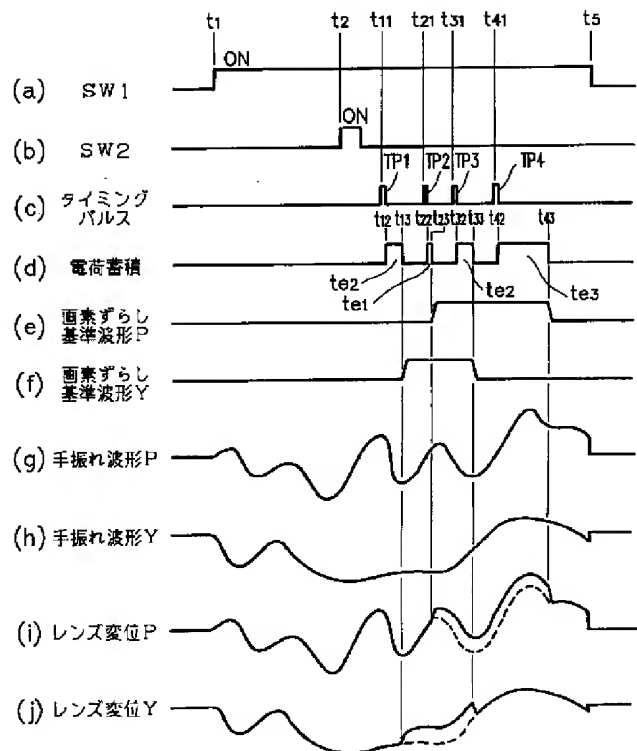 t1 t2 t11 t21 t31 t41 t5
(a) SW1 ON
(b) SW2 ON
(c) タイミング
パルス
TP1 TP2 TP3 TP4
t12 t13 t22 t23 t32 t33 t42 t43
(d) 電荷蓄積
te2 te1 te2 te3
(e) 画素ずらし
基準波形P
(f) 画素ずらし
基準波形Y
(g) 手振れ波形P
(h) 手振れ波形Y
(i) レンズ変位P
(j) レンズ変位Y